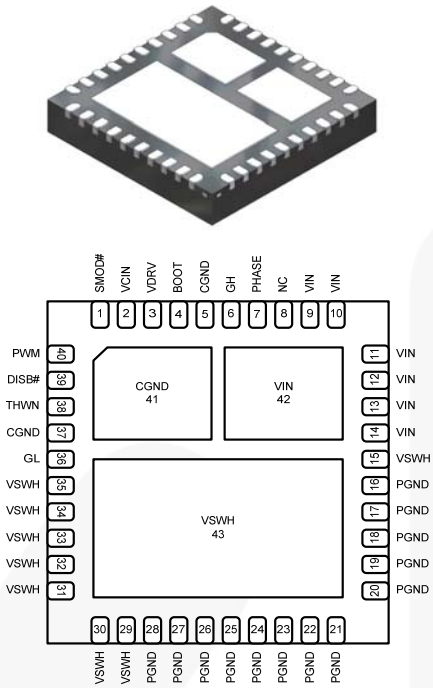 SMOD# VCIN VDRV BOOT CGND GH PHASE NC VIN VIN
1 2 3 4 5 6 7 8 9 10
PWM 40 11 VIN
DISB# 39 12 VIN
THWN 38 13 VIN
CGND 37 14 VIN
GL 36 15 VSWH
VSWH 35 16 PGND
VSWH 34 17 PGND
VSWH 33 18 PGND
VSWH 32 19 PGND
VSWH 31 20 PGND
CGND
41
VIN
42
VSWH
43
30 29 28 27 26 25 24 23 22 21
VSWH VSWH PGND PGND PGND PGND PGND PGND PGND PGND